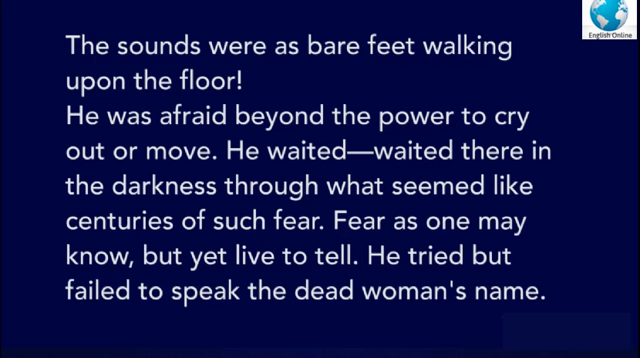 English Online
The sounds were as bare feet walking
upon the floor!
He was afraid beyond the power to cry
out or move. He waited—waited there in
the darkness through what seemed like
centuries of such fear. Fear as one may
know, but yet live to tell. He tried but
failed to speak the dead woman's name.